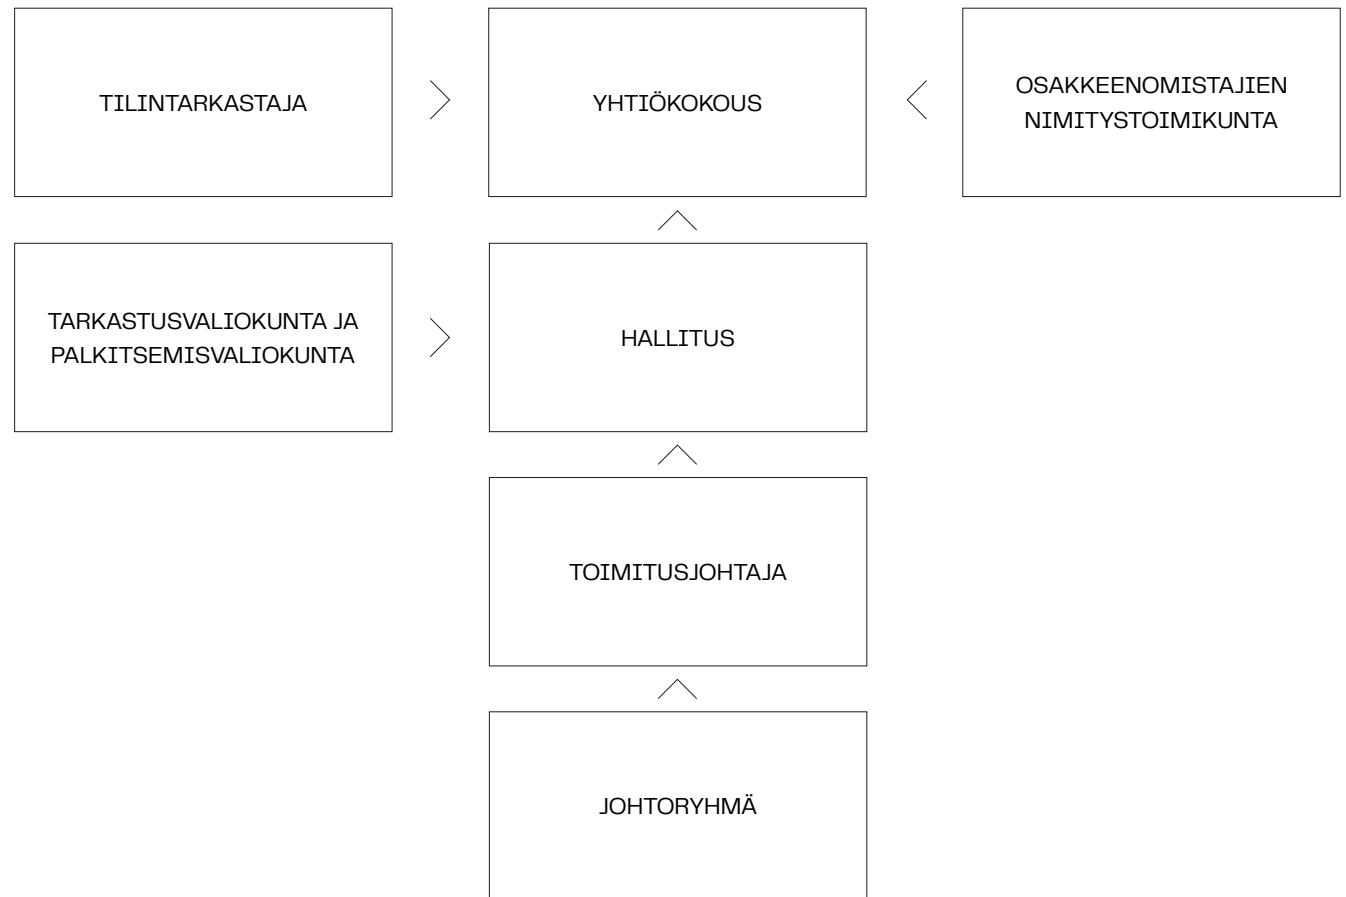 TILINTARKASTAJA
YHTIÖKOKOUS
OSAKKEENOMISTAJIEN
NIMITYSTOIMIKUNTA
TARKASTUSVALIOKUNTA JA
PALKITSEMISVALIOKUNTA
HALLITUS
TOIMITUSJOHTAJA
JOHTORYHMÄ